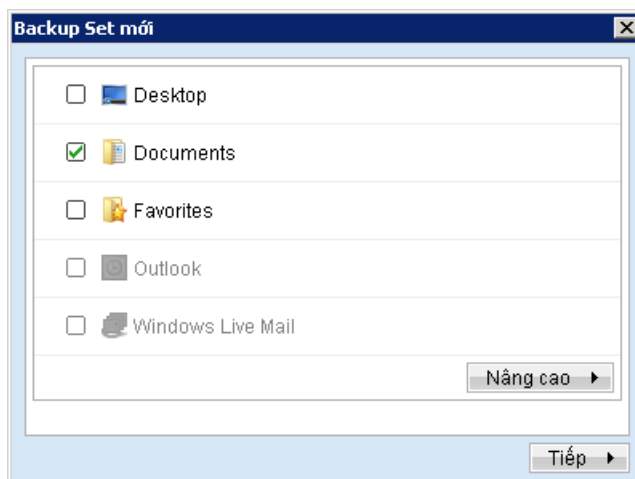 Backup Set mới
Desktop
Documents
Favorites
Outlook
Windows Live Mail
Nâng cao
Tiếp